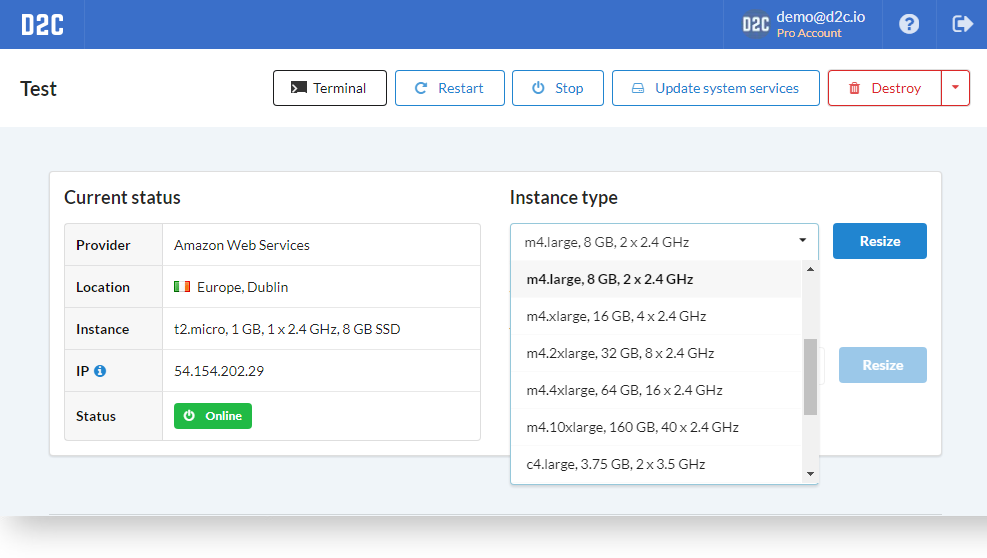 D2C
D2C
demo@d2c.io
Pro Account
Test
Terminal
Restart
Stop
Update system services
Destroy
Current status
Provider
Amazon Web Services
Location
Europe, Dublin
Instance
t2.micro, 1 GB, 1 x 2.4 GHz, 8 GB SSD
IP
54.154.202.29
Status
Online
Instance type
m4.large, 8 GB, 2 x 2.4 GHz
Resize
m4.large, 8 GB, 2 x 2.4 GHz
m4.xlarge, 16 GB, 4 x 2.4 GHz
m4.2xlarge, 32 GB, 8 x 2.4 GHz
m4.4xlarge, 64 GB, 16 x 2.4 GHz
m4.10xlarge, 160 GB, 40 x 2.4 GHz
c4.large, 3.75 GB, 2 x 3.5 GHz
Resize